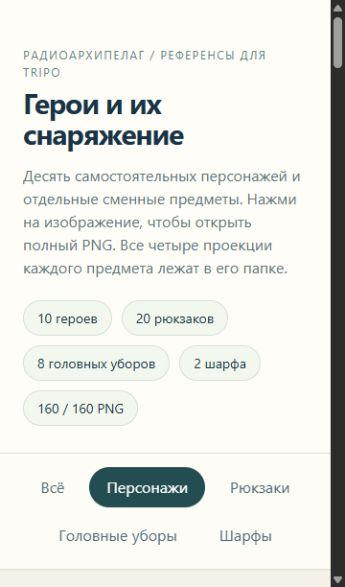 РАДИОАРХИПЕЛАГ / РЕФЕРЕНСЫ ДЛЯ
TRIPO
Герои и их
снаряжение
Десять самостоятельных персонажей и
отдельные сменные предметы. Нажми
на изображение, чтобы открыть
полный PNG. Все четыре проекции
каждого предмета лежат в его папке.
10 героев 20 рюкзаков
8 головных уборов 2 шарфа
160 / 160 PNG
Всё Персонажи Рюкзаки
Головные уборы Шарфы